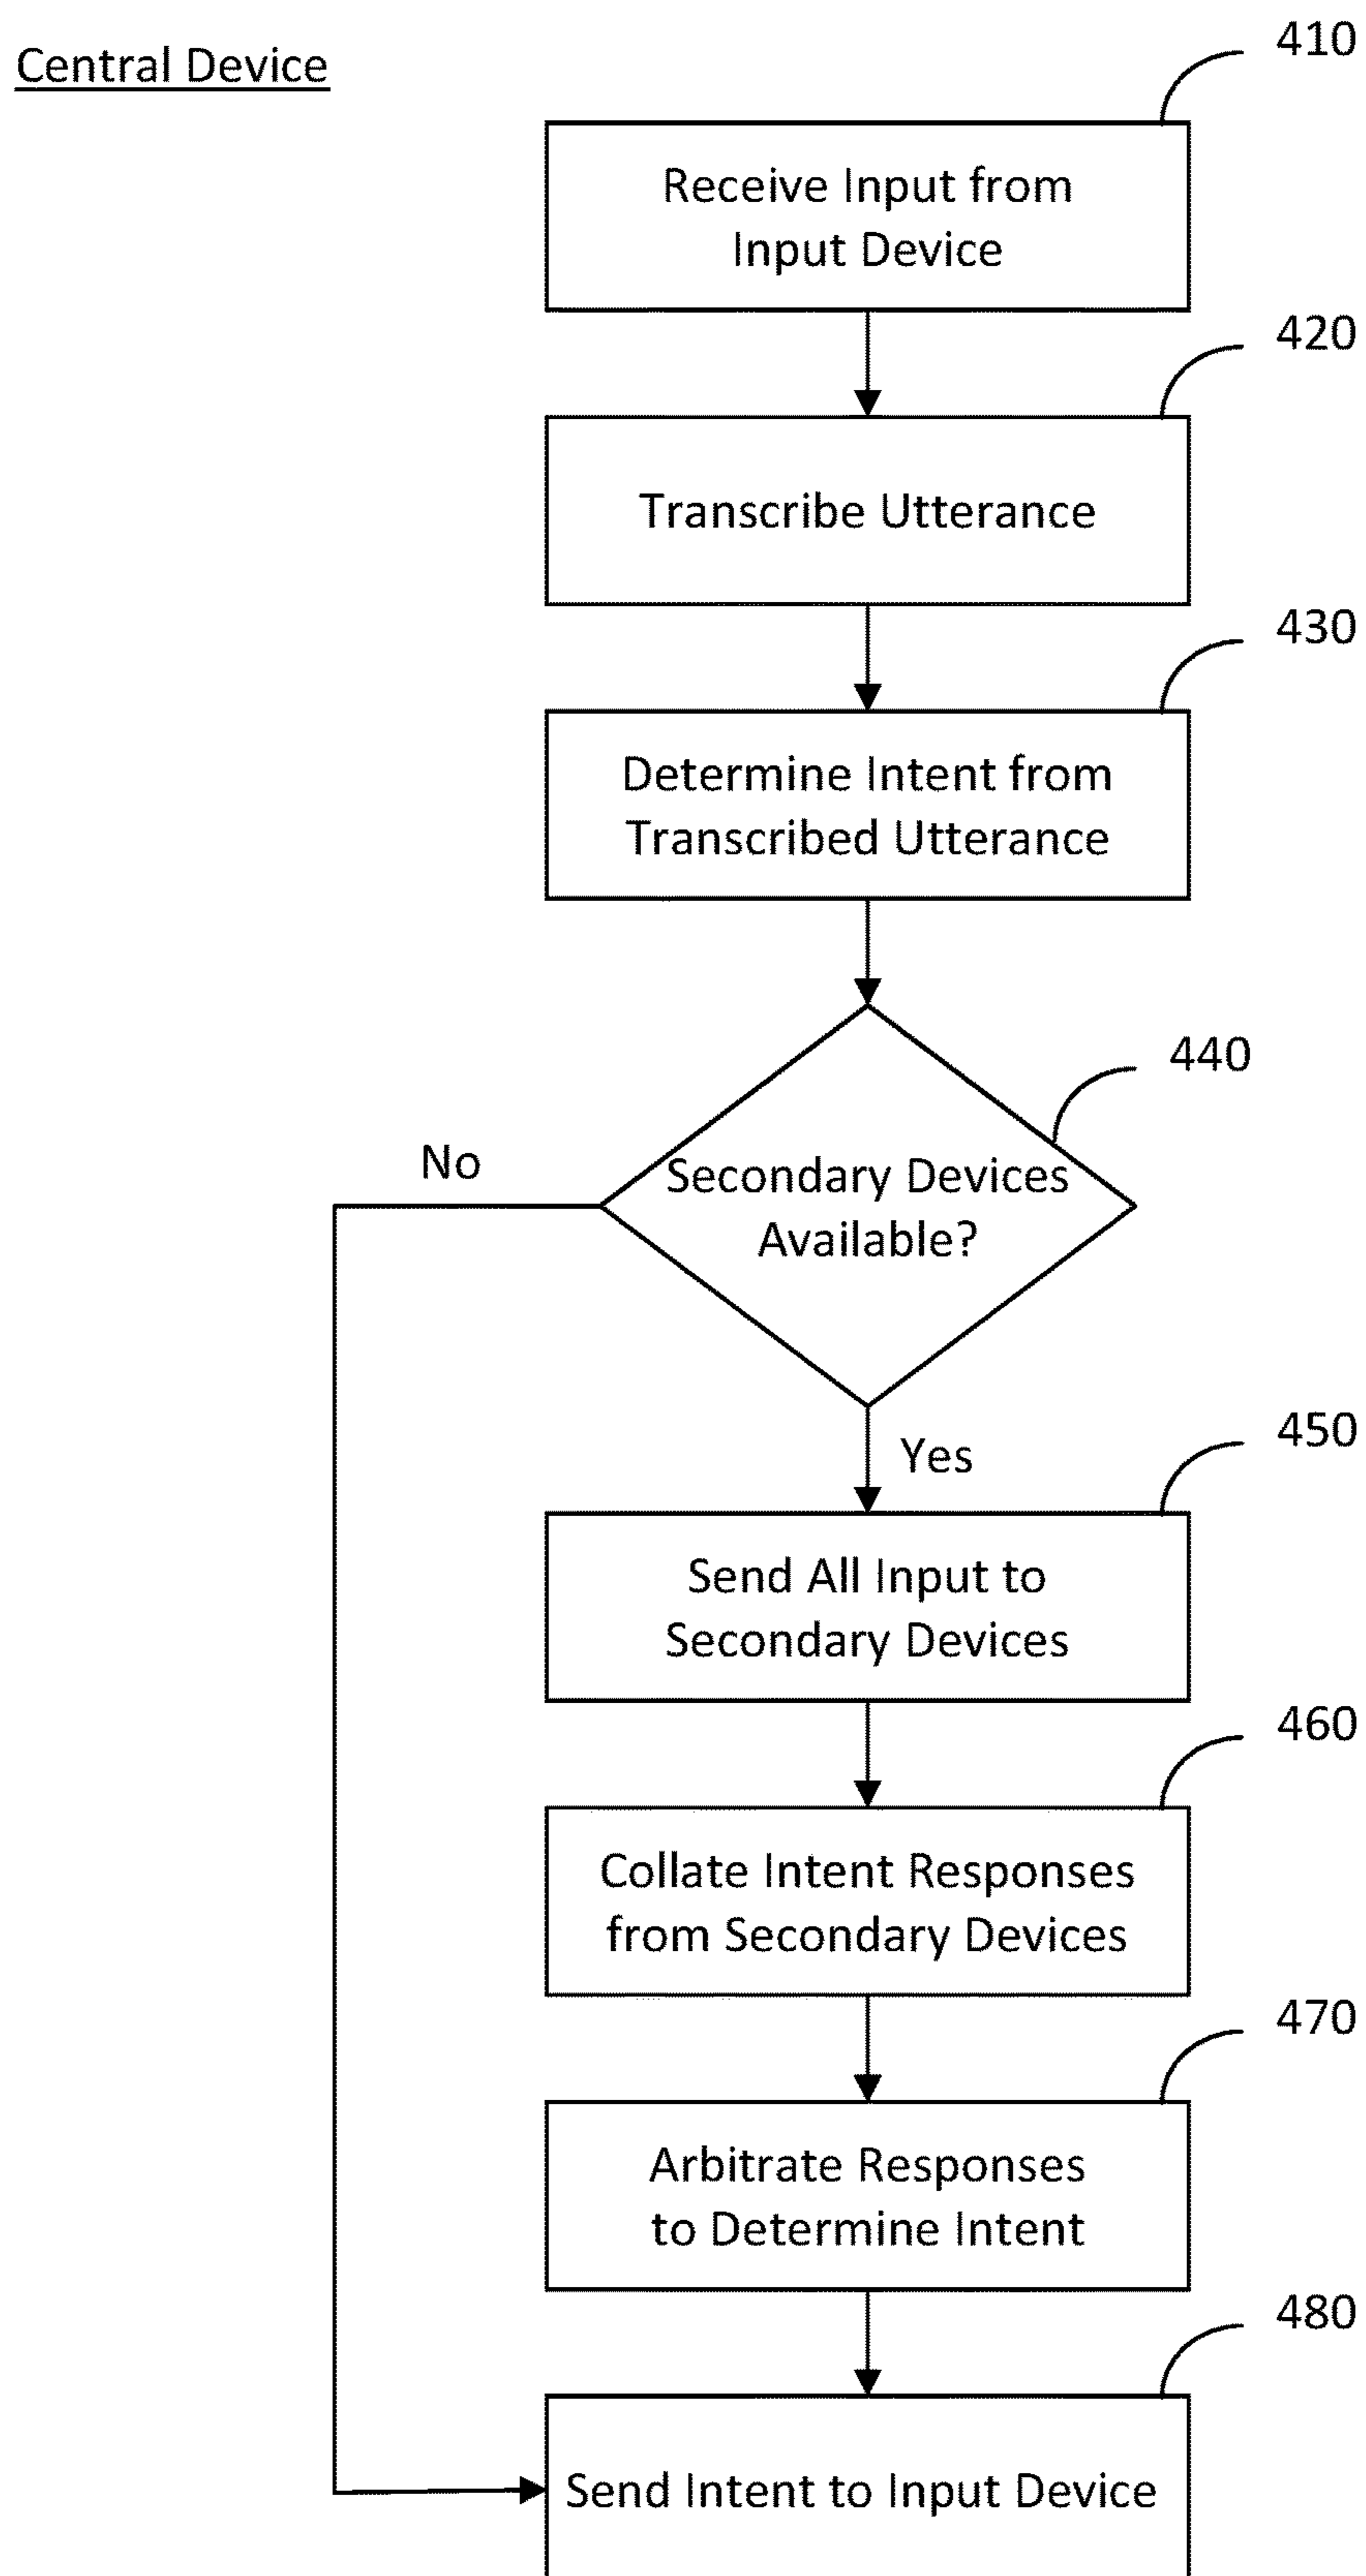 Central Device
410
Receive Input from
Input Device
420
Transcribe Utterance
430
Determine Intent from
Transcribed Utterance
440
No
Secondary Devices
Available?
Yes
450
Send All Input to
Secondary Devices
460
Collate Intent Responses
from Secondary Devices
470
Arbitrate Responses
to Determine Intent
480
Send Intent to Input Device